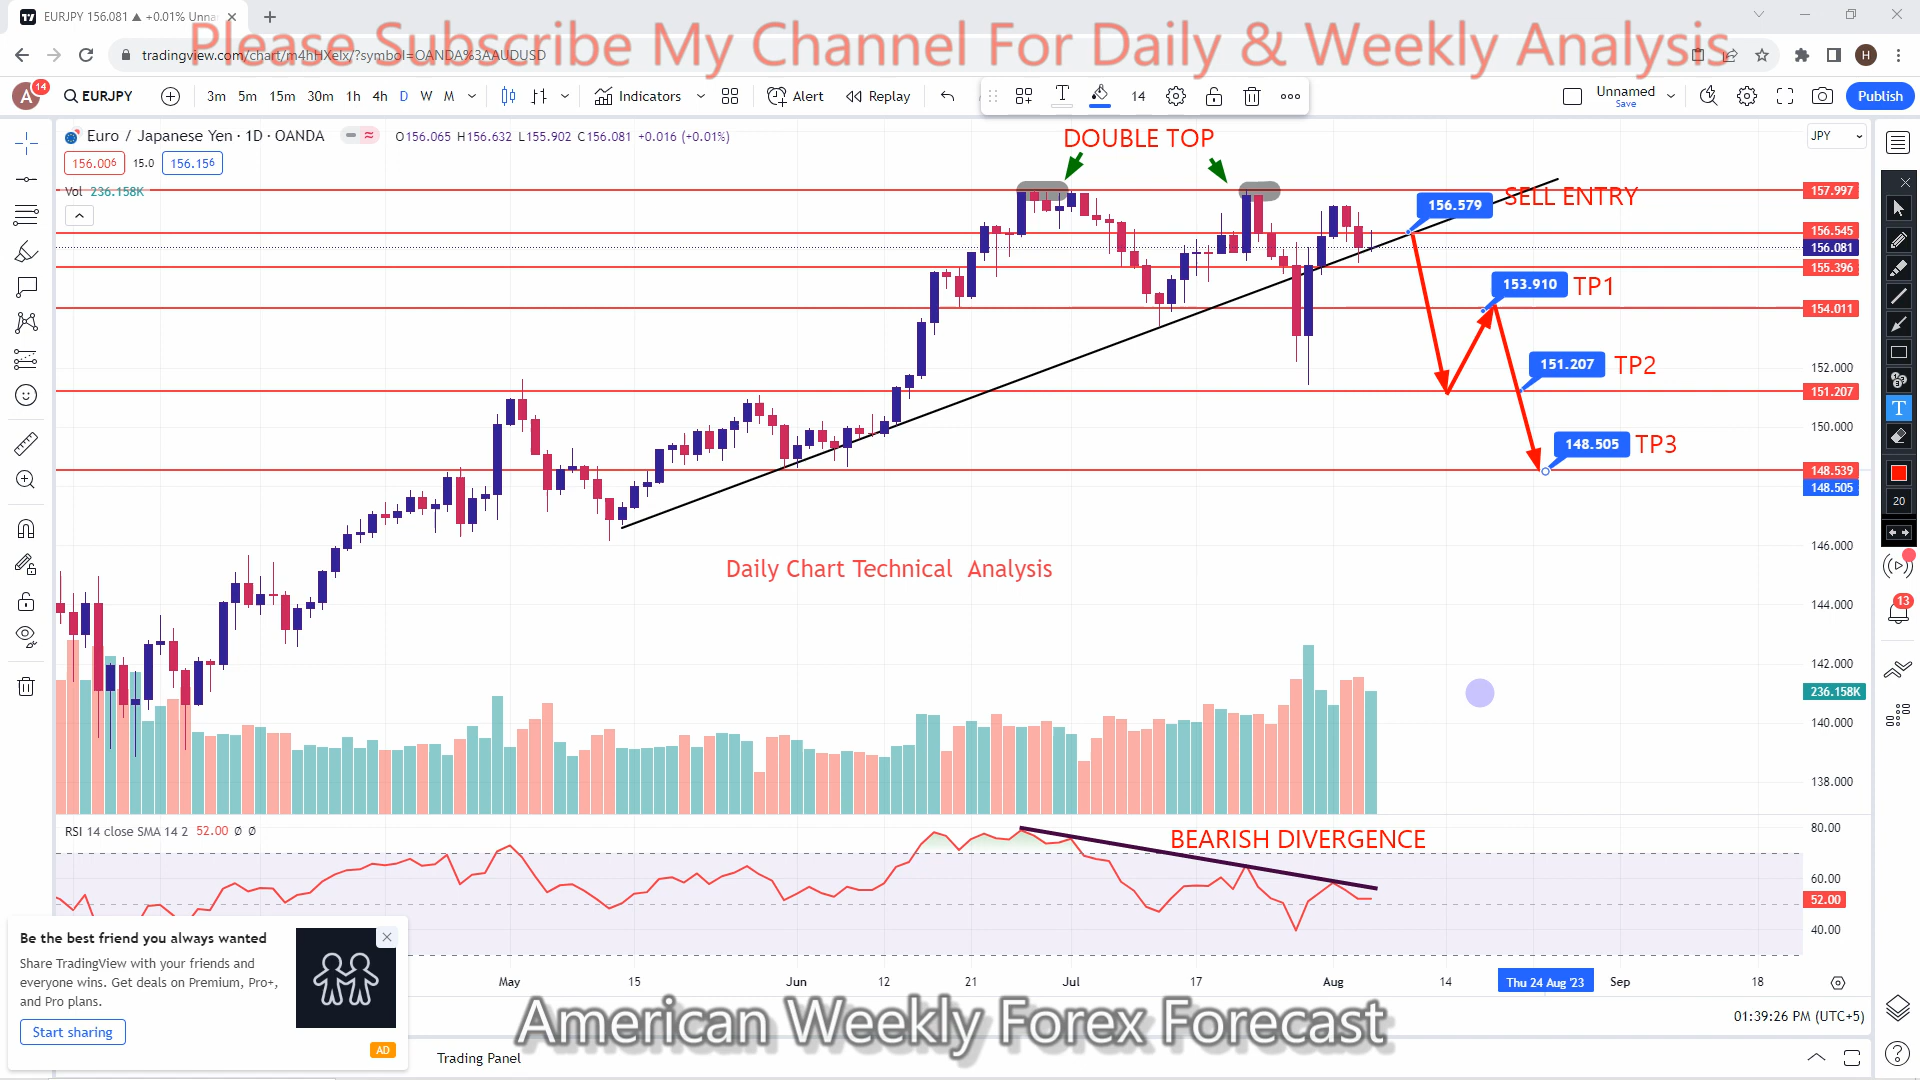 EURJPY 156.081 ▲ +0.01% Unna
Please Subscribe My Channel For Daily & Weekly Analysis
tradingview.com/chart/m4hHXelx/?symbol=OANDA%3AAUDUSD
H
A 14 EURJPY 3m 5m 15m 30m 1h 4h D W M Indicators Alert Replay T 14 Unnamed Save Publish
Euro / Japanese Yen · 1D · OANDA O156.065 H156.632 L155.902 C156.081 +0.016 (+0.01%)
DOUBLE TOP
JPY
156.006 15.0 156.156
Vol 236.158K
157.997
156.579 SELL ENTRY
156.545
156.081
155.396
153.910 TP1
154.011
152.000
151.207 TP2
151.207
150.000
148.505 TP3
148.539
148.505
146.000
Daily Chart Technical Analysis
144.000
142.000
236.158K
140.000
138.000
T
20
13
RSI 14 close SMA 14 2 52.00 Ø Ø
BEARISH DIVERGENCE
80.00
60.00
52.00
40.00
Be the best friend you always wanted
Share TradingView with your friends and
everyone wins. Get deals on Premium, Pro+,
and Pro plans.
Start sharing
AD
May 15 Jun 12 21 Jul 17 Aug 14 Thu 24 Aug '23 Sep 18
American Weekly Forex Forecast
01:39:26 PM (UTC+5)
Trading Panel